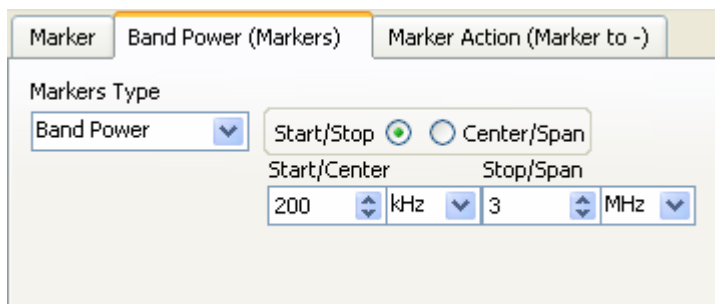 Marker Band Power (Markers) Marker Action (Marker to -)
Markers Type
Band Power Start/Stop Center/Span
Start/Center Stop/Span
200 kHz 3 MHz